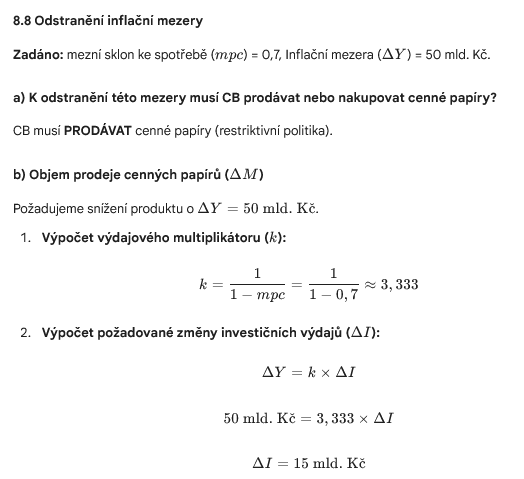 8.8 Odstranění inflační mezery
Zadáno: mezní sklon ke spotřebě (mpc) = 0,7, Inflační mezera (ΔY) = 50 mld. Kč.
a) K odstranění této mezery musí CB prodávat nebo nakupovat cenné papíry?
CB musí PRODÁVAT cenné papíry (restriktivní politika).
b) Objem prodeje cenných papírů (ΔM)
Požadujeme snížení produktu o ΔY = 50 mld. Kč.
1. Výpočet výdajového multiplikátoru (k):
k = 1 / (1 − mpc) = 1 / (1 − 0,7) ≈ 3,333
2. Výpočet požadované změny investičních výdajů (ΔI):
ΔY = k × ΔI
50 mld. Kč = 3,333 × ΔI
ΔI = 15 mld. Kč